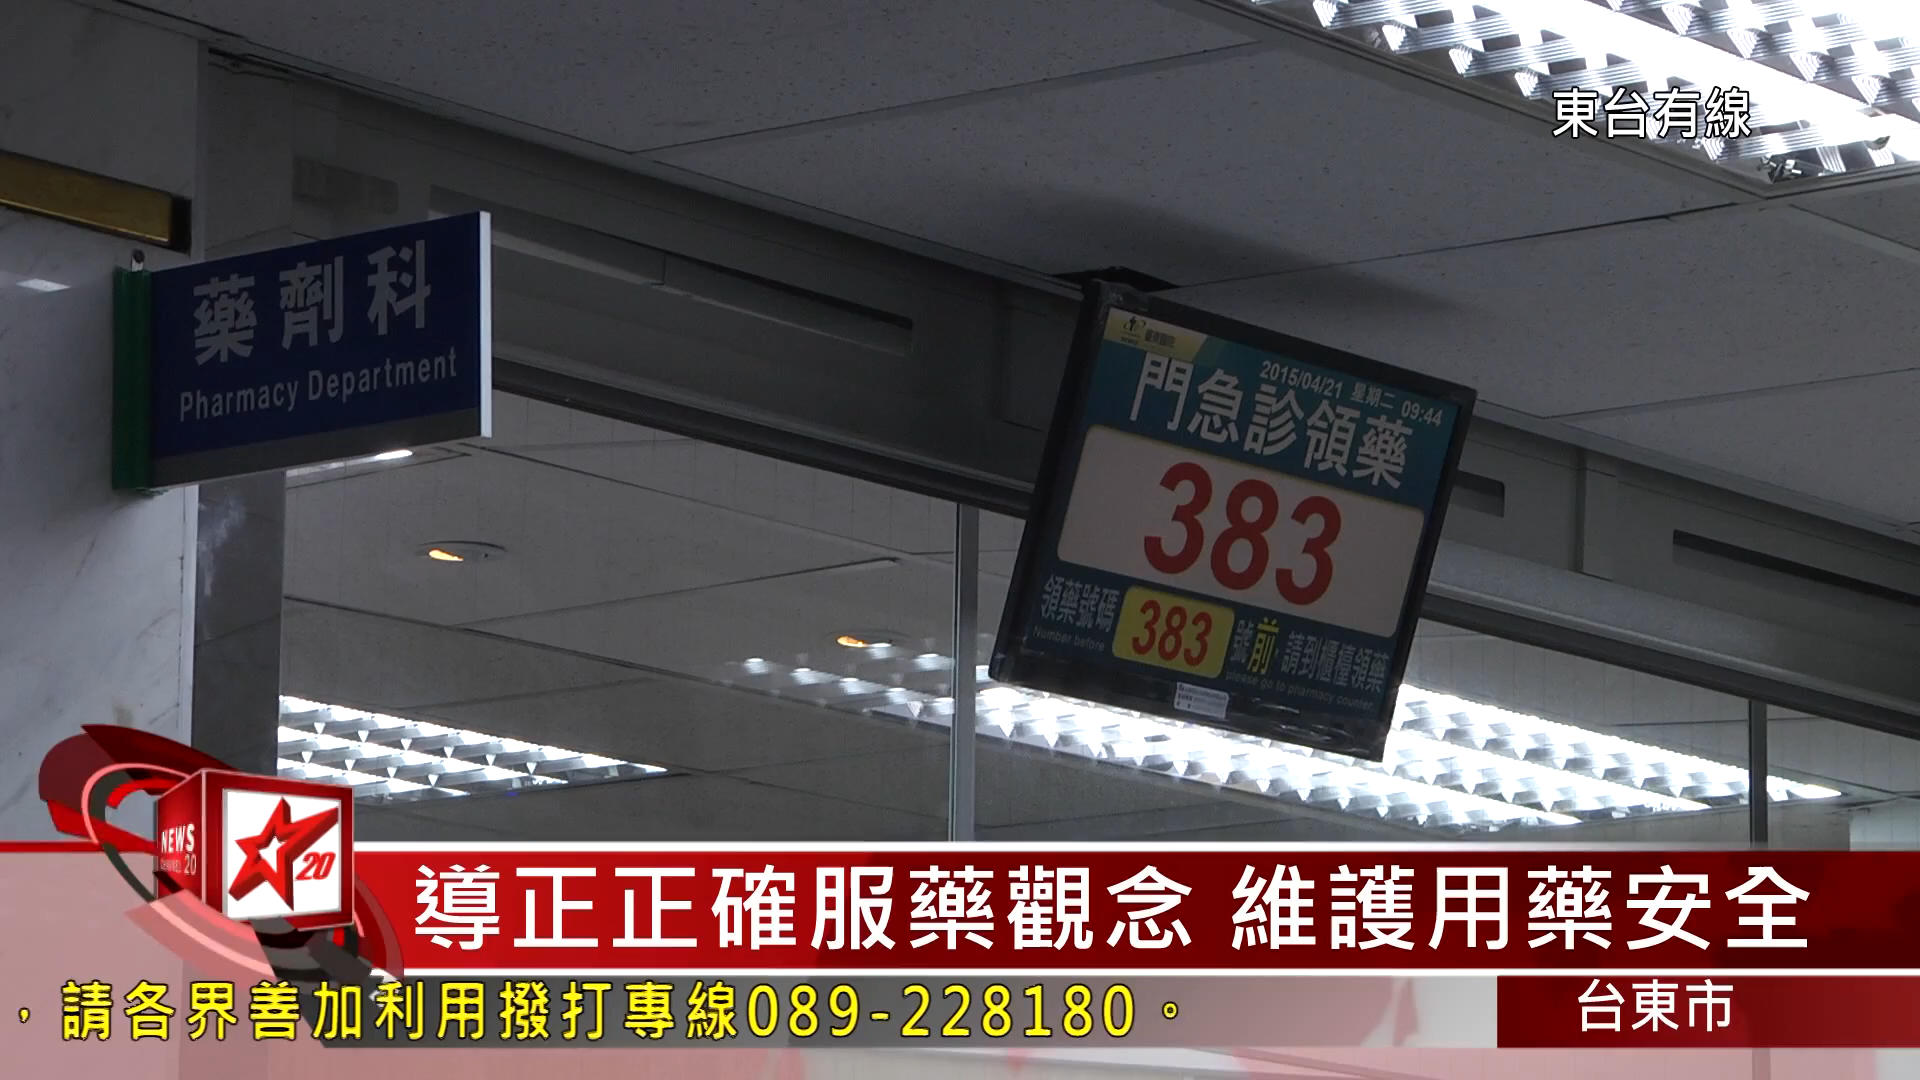 東台有線
藥劑科
Pharmacy Department
2015/04/21 星期二 09:44
門急診領藥
383
領藥號碼 383 號前,請到櫃檯領藥
Number before please go to pharmacy counter.
NEWS
20
20
導正正確服藥觀念 維護用藥安全
，請各界善加利用撥打專線089-228180。
台東市